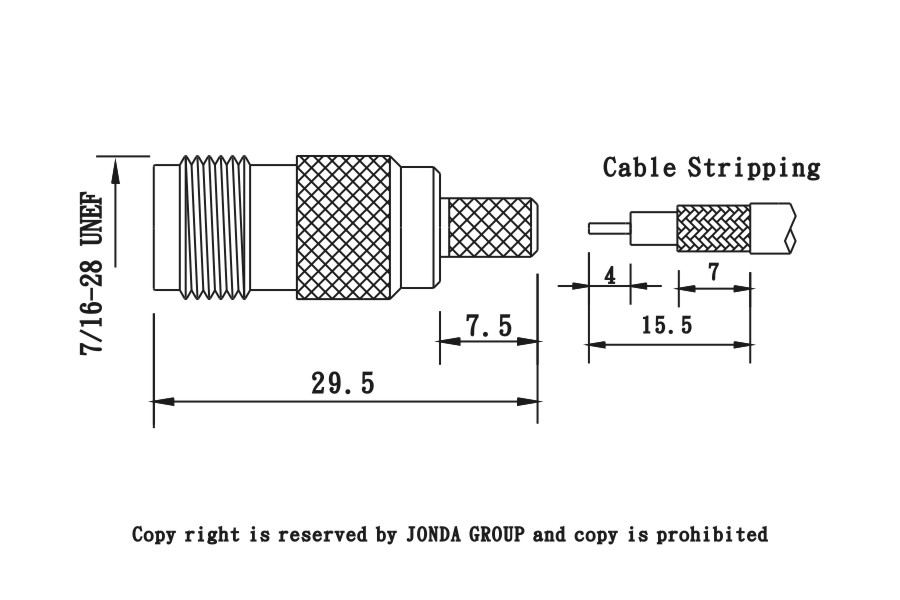 Cable Stripping
7/16-28 UNEF
4
7
15.5
7.5
29.5
Copy right is reserved by JONDA GROUP and copy is prohibited